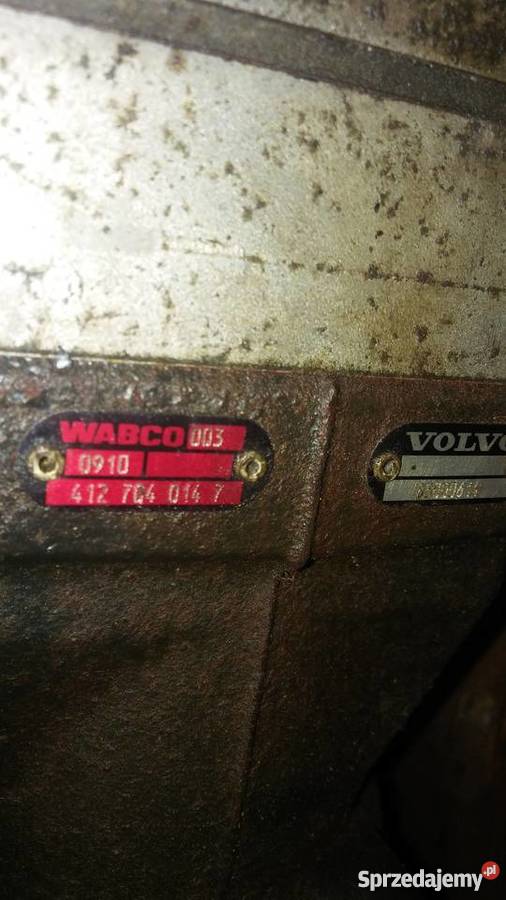 WABCO 003
0910
412 704 014 7
VOLVO
Sprzedajemy.pl